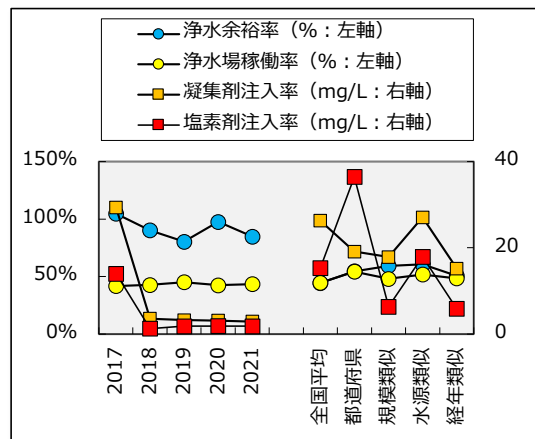 浄水余裕率（%：左軸）
浄水場稼働率（%：左軸）
凝集剤注入率（mg/L：右軸）
塩素剤注入率（mg/L：右軸）
150%
100%
50%
0%
40
20
0
2017
2018
2019
2020
2021
全国平均
都道府県
規模類似
水源類似
経年類似